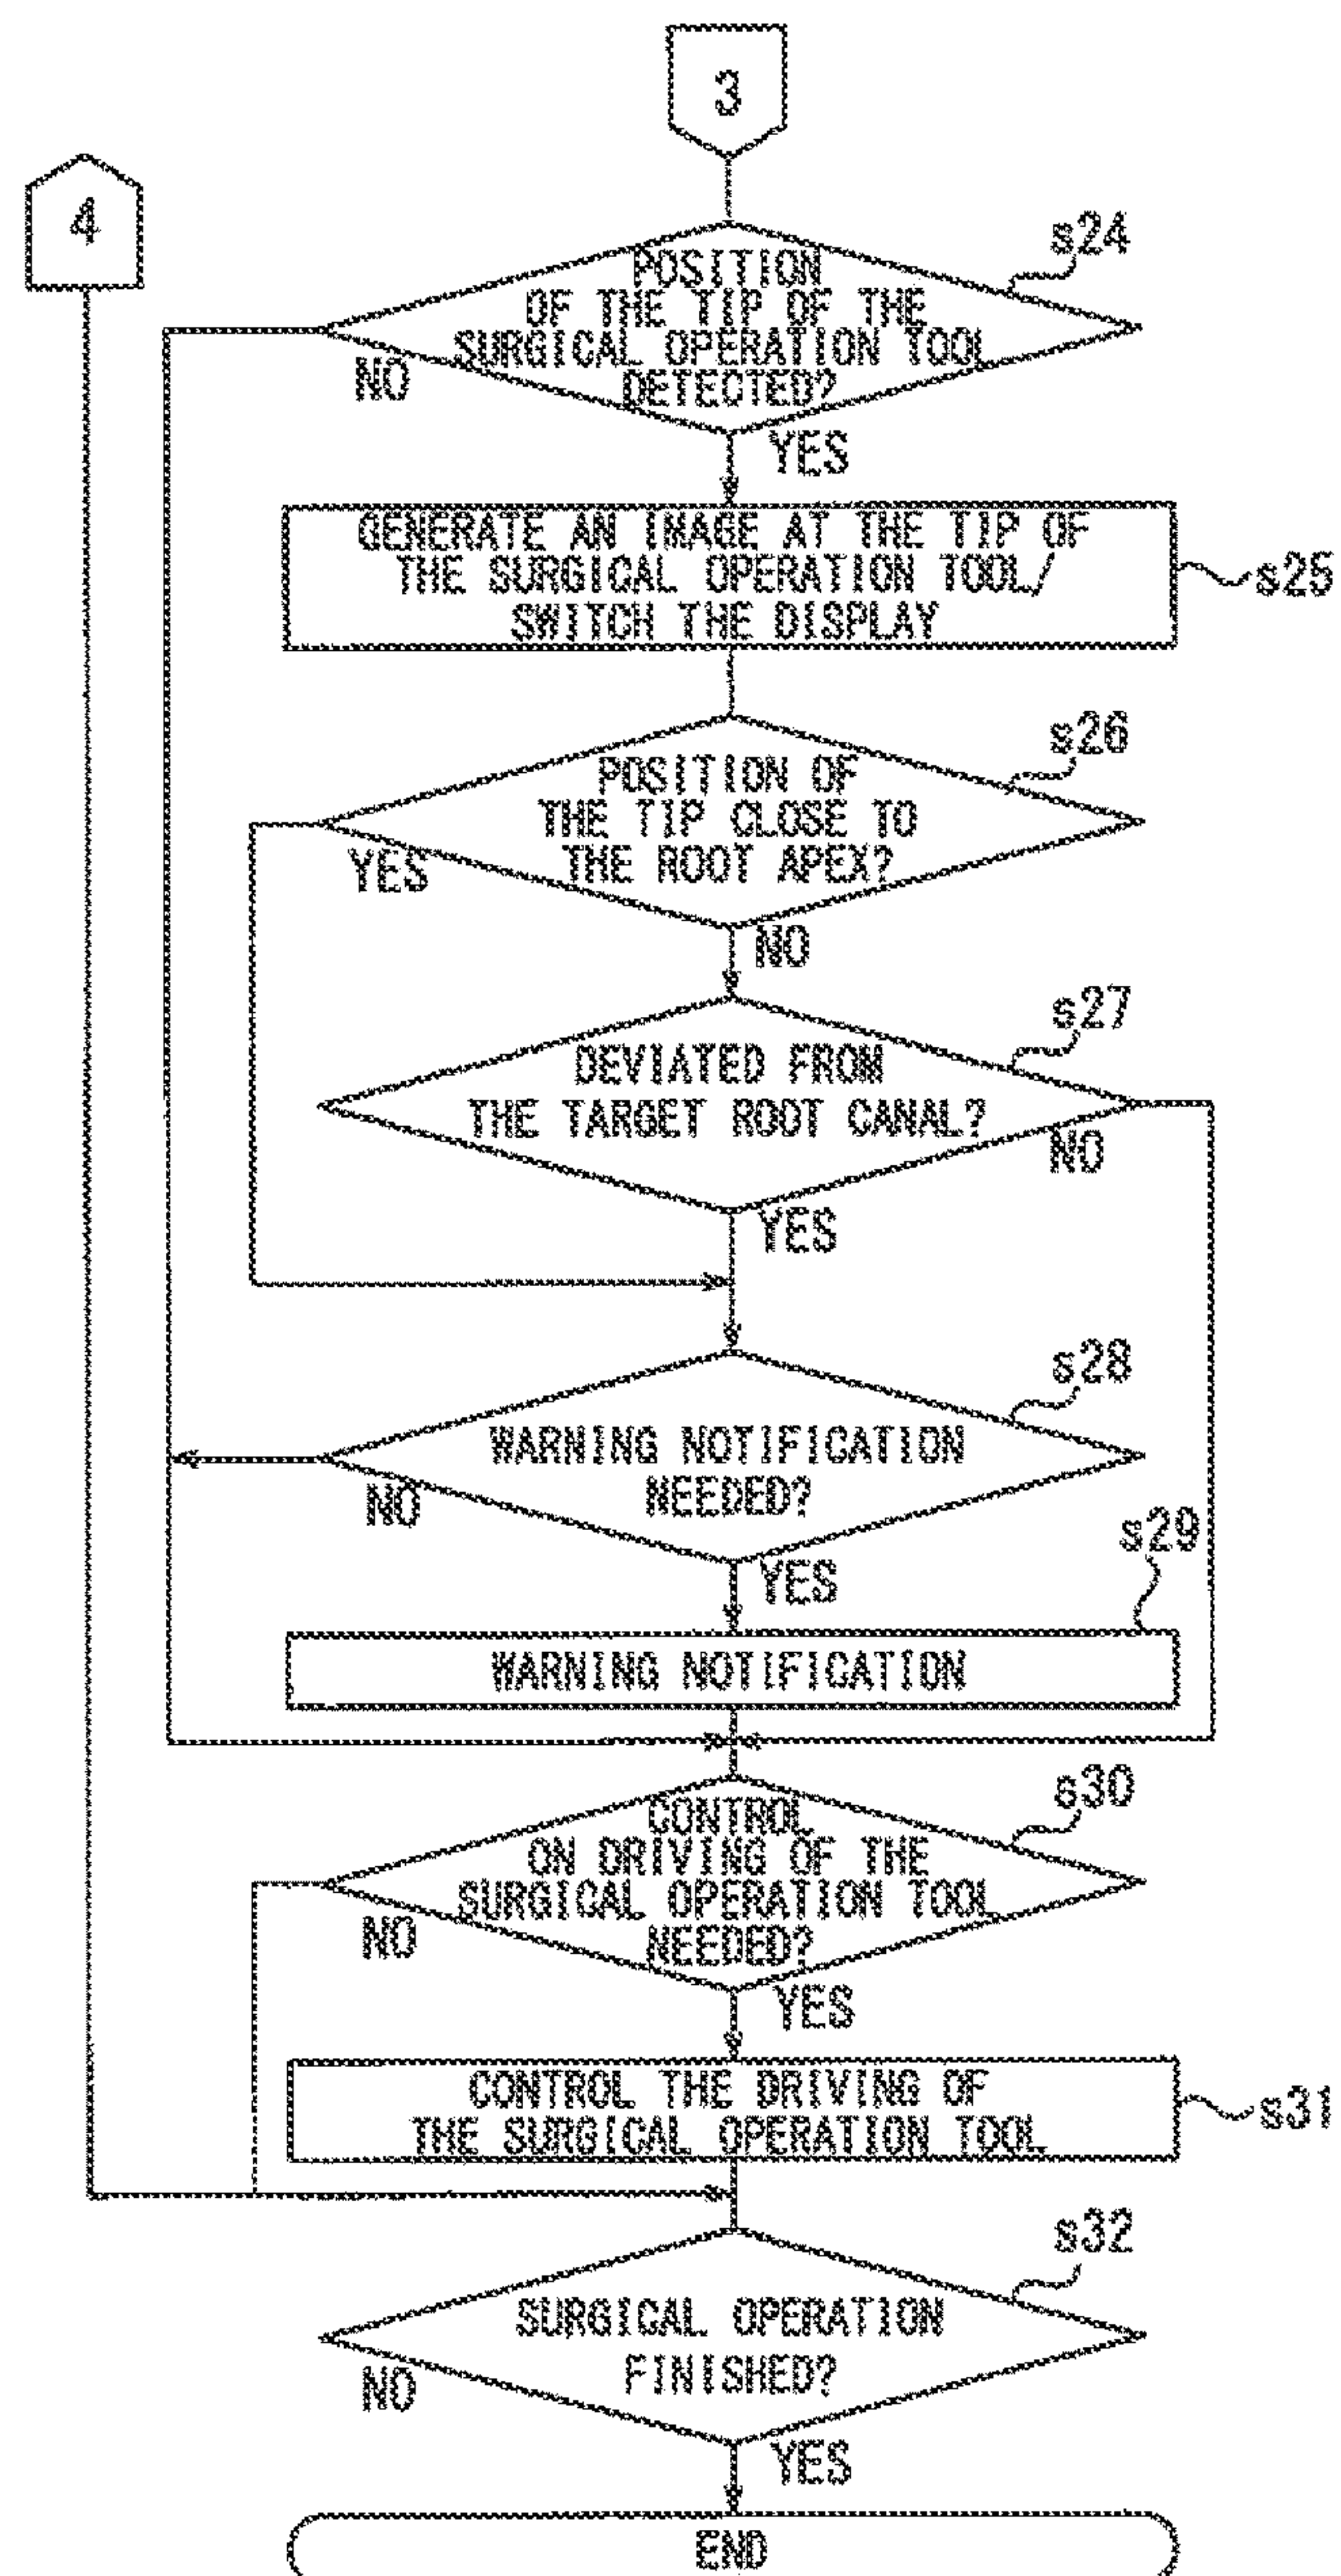 3
4
s24
POSITION
OF THE TIP OF THE
SURGICAL OPERATION TOOL
DETECTED?
NO
YES
GENERATE AN IMAGE AT THE TIP OF
THE SURGICAL OPERATION TOOL/
SWITCH THE DISPLAY
s25
s26
POSITION OF
THE TIP CLOSE TO
THE ROOT APEX?
YES
NO
s27
DEVIATED FROM
THE TARGET ROOT CANAL?
NO
YES
s28
WARNING NOTIFICATION
NEEDED?
NO
YES
s29
WARNING NOTIFICATION
s30
CONTROL
ON DRIVING OF THE
SURGICAL OPERATION TOOL
NEEDED?
NO
YES
CONTROL THE DRIVING OF
THE SURGICAL OPERATION TOOL
s31
s32
SURGICAL OPERATION
FINISHED?
NO
YES
END